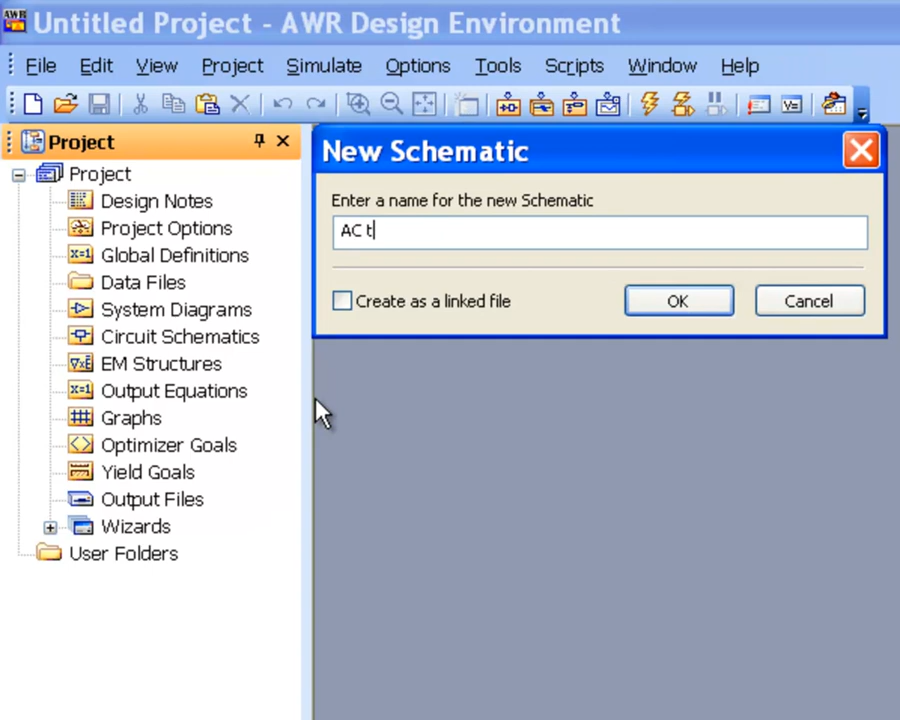 Untitled Project - AWR Design Environment
File Edit View Project Simulate Options Tools Scripts Window Help
Project
Project
Design Notes
Project Options
x=1 Global Definitions
Data Files
System Diagrams
Circuit Schematics
EM Structures
x=1 Output Equations
Graphs
Optimizer Goals
Yield Goals
Output Files
Wizards
User Folders
New Schematic
Enter a name for the new Schematic
AC t
Create as a linked file
OK Cancel